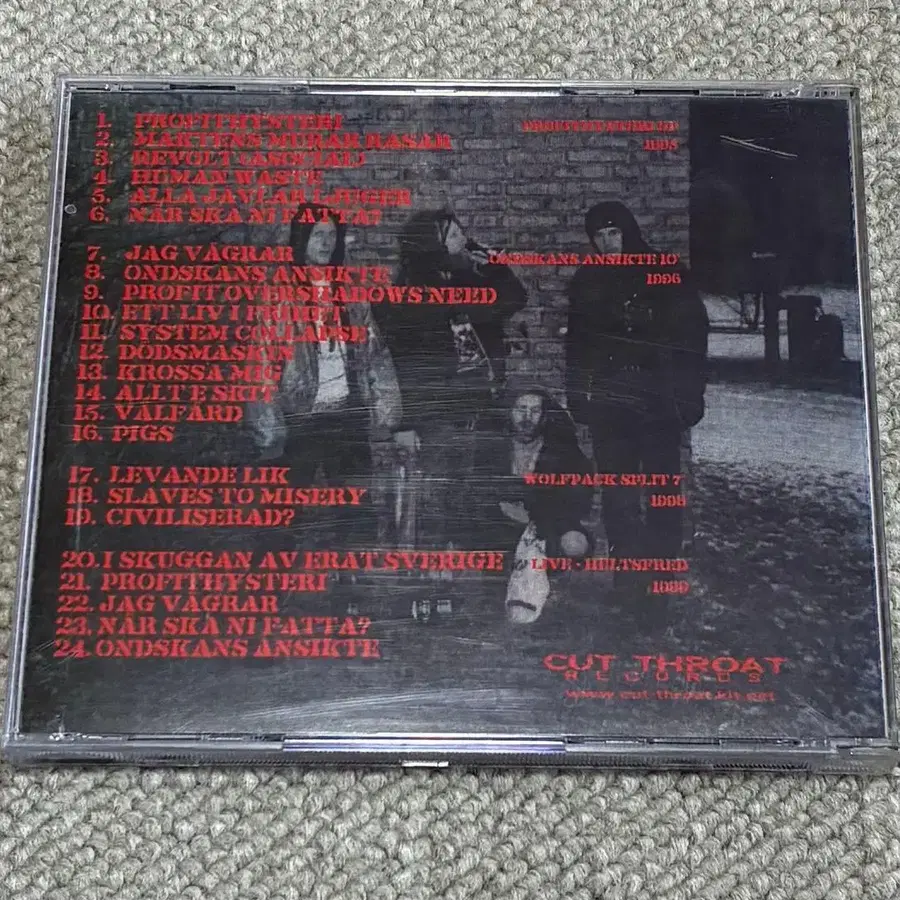 1. PROFITHYSTERI
2. MAKTENS MURAR RASAR
3. REVOLT (ASOCIAL)
4. HUMAN WASTE
5. ALLA JÄVLAR LJUGER
6. NÄR SKA NI FATTA?
1995
7. JAG VÄGRAR
8. ONDSKANS ANSIKTE
9. PROFIT OVERSHADOWS NEED
10. ETT LIV I FRIHET
11. SYSTEM COLLAPSE
12. DÖDSMASKIN
13. KROSSA MIG
14. ALLT E SKIT
15. VÄLFÄRD
16. PIGS
ONDSKANS ANSIKTE 10"
1996
17. LEVANDE LIK
18. SLAVES TO MISERY
19. CIVILISERAD?
WOLFPACK SPLIT 7"
1998
20. I SKUGGAN AV ERAT SVERIGE
21. PROFITHYSTERI
22. JAG VÄGRAR
23. NÄR SKA NI FATTA?
24. ONDSKANS ANSIKTE
LIVE - HULTSFRED
1999
CUT THROAT
RECORDS